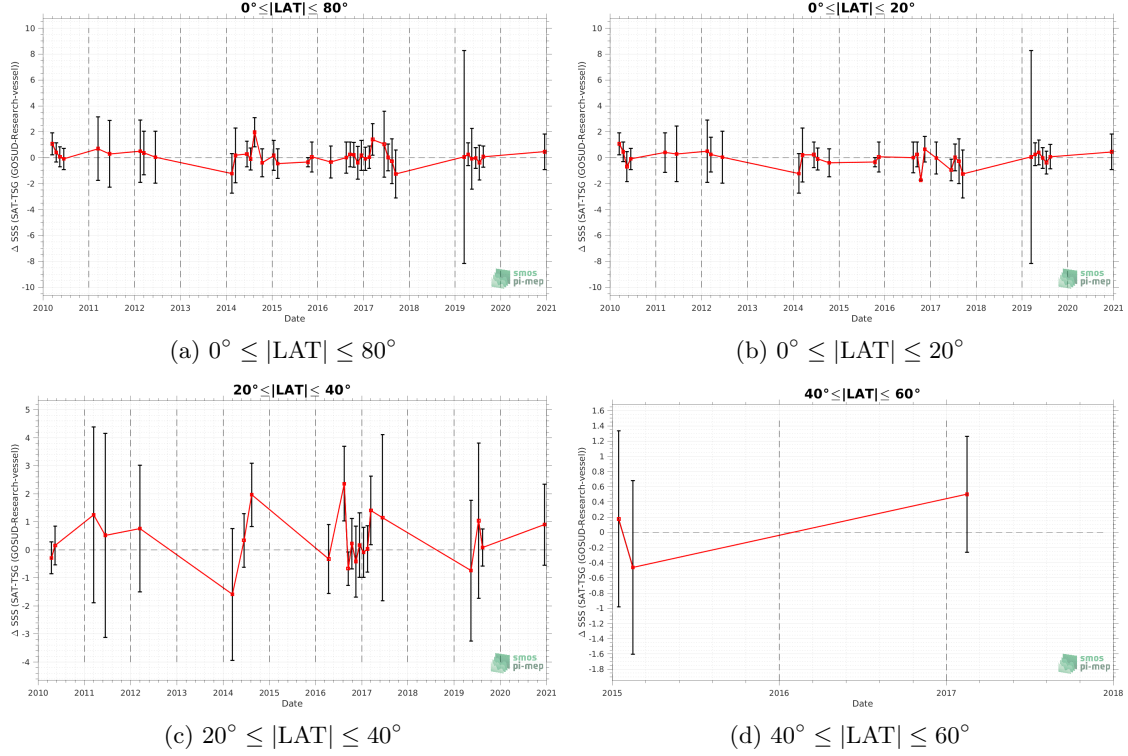 0°≤|LAT|≤ 80°
Δ SSS (SAT-TSG (GOSUD-Research-vessel))
10
8
6
4
2
0
-2
-4
-6
-8
-10
2010 2011 2012 2013 2014 2015 2016 2017 2018 2019 2020 2021
Date
smos
pi-mep
(a) 0° ≤ |LAT| ≤ 80°
0°≤|LAT|≤ 20°
Δ SSS (SAT-TSG (GOSUD-Research-vessel))
10
8
6
4
2
0
-2
-4
-6
-8
-10
2010 2011 2012 2013 2014 2015 2016 2017 2018 2019 2020 2021
Date
smos
pi-mep
(b) 0° ≤ |LAT| ≤ 20°
20°≤|LAT|≤ 40°
Δ SSS (SAT-TSG (GOSUD-Research-vessel))
5
4
3
2
1
0
-1
-2
-3
-4
2010 2011 2012 2013 2014 2015 2016 2017 2018 2019 2020 2021
Date
smos
pi-mep
(c) 20° ≤ |LAT| ≤ 40°
40°≤|LAT|≤ 60°
Δ SSS (SAT-TSG (GOSUD-Research-vessel))
1.6
1.4
1.2
1
0.8
0.6
0.4
0.2
0
-0.2
-0.4
-0.6
-0.8
-1
-1.2
-1.4
-1.6
-1.8
2015 2016 2017 2018
Date
smos
pi-mep
(d) 40° ≤ |LAT| ≤ 60°